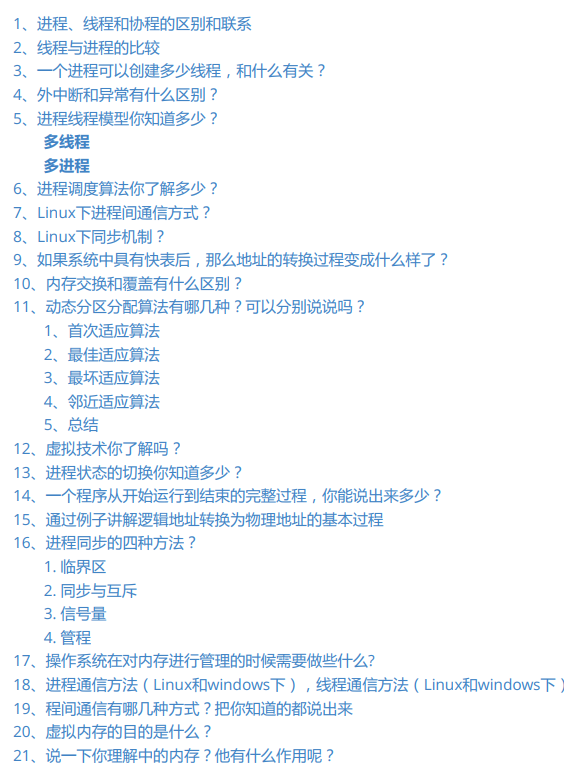 1、进程、线程和协程的区别和联系
2、线程与进程的比较
3、一个进程可以创建多少线程，和什么有关？
4、外中断和异常有什么区别？
5、进程线程模型你知道多少？
多线程
多进程
6、进程调度算法你了解多少？
7、Linux下进程间通信方式？
8、Linux下同步机制？
9、如果系统中具有快表后，那么地址的转换过程变成什么样了？
10、内存交换和覆盖有什么区别？
11、动态分区分配算法有哪几种？可以分别说说吗？
1、首次适应算法
2、最佳适应算法
3、最坏适应算法
4、邻近适应算法
5、总结
12、虚拟技术你了解吗？
13、进程状态的切换你知道多少？
14、一个程序从开始运行到结束的完整过程，你能说出来多少？
15、通过例子讲解逻辑地址转换为物理地址的基本过程
16、进程同步的四种方法？
1. 临界区
2. 同步与互斥
3. 信号量
4. 管程
17、操作系统在对内存进行管理的时候需要做些什么?
18、进程通信方法（Linux和windows下），线程通信方法（Linux和windows下）
19、程间通信有哪几种方式？把你知道的都说出来
20、虚拟内存的目的是什么？
21、说一下你理解中的内存？他有什么作用呢？